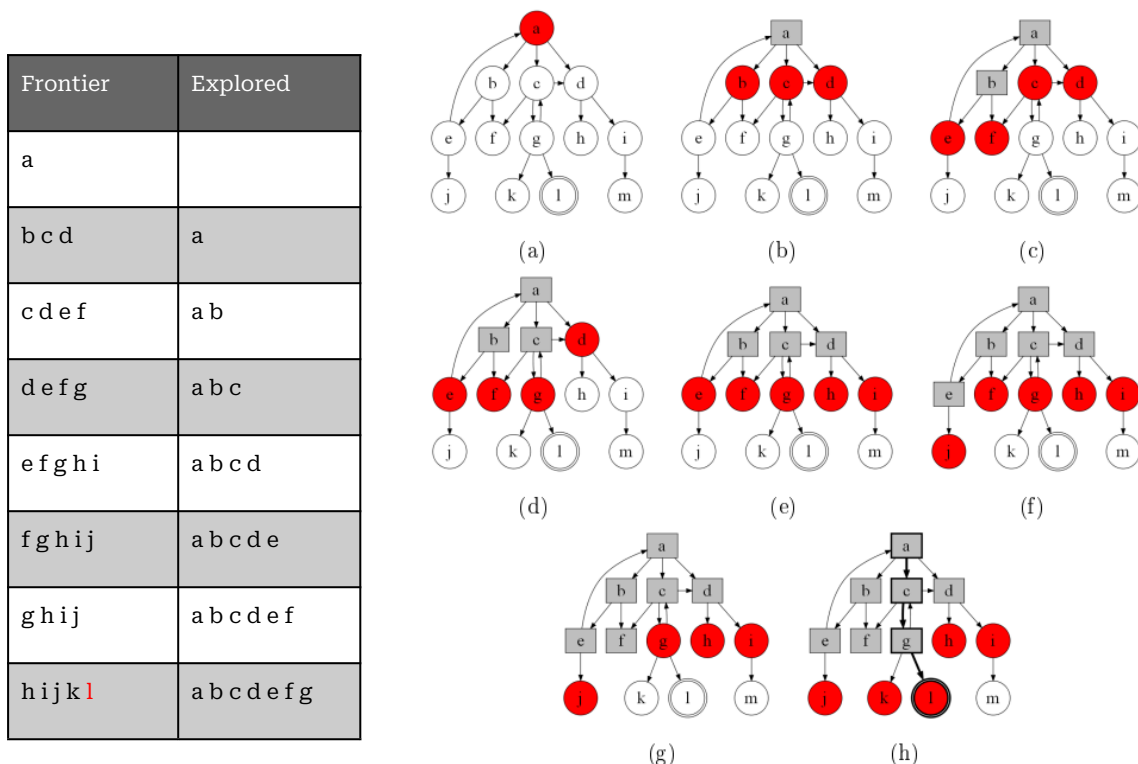 Frontier Explored
a
b c d a
c d e f a b
d e f g a b c
e f g h i a b c d
f g h i j a b c d e
g h i j a b c d e f
h i j k l a b c d e f g
a
b c d
e f g h i
j k l m
(a)
a
b c d
e f g h i
j k l m
(b)
a
b c d
e f g h i
j k l m
(c)
a
b c d
e f g h i
j k l m
(d)
a
b c d
e f g h i
j k l m
(e)
a
b c d
e f g h i
j k l m
(f)
a
b c d
e f g h i
j k l m
(g)
a
b c d
e f g h i
j k l m
(h)